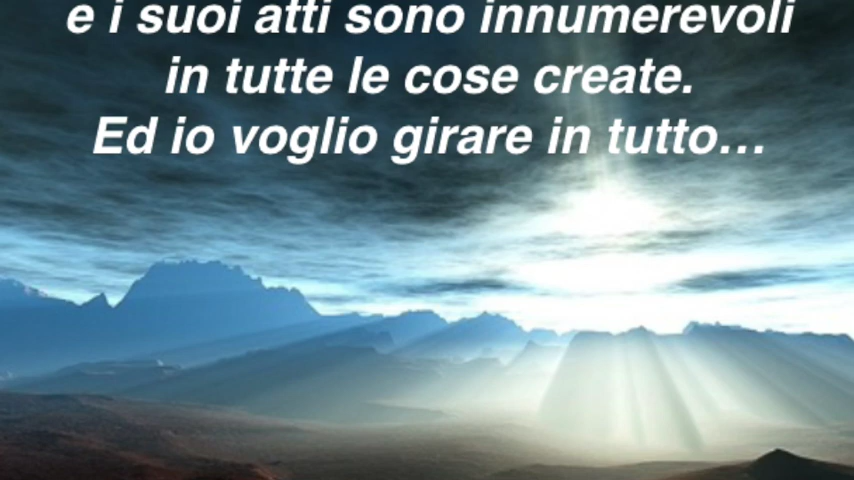 e i suoi atti sono innumerevoli
in tutte le cose create.
Ed io voglio girare in tutto…